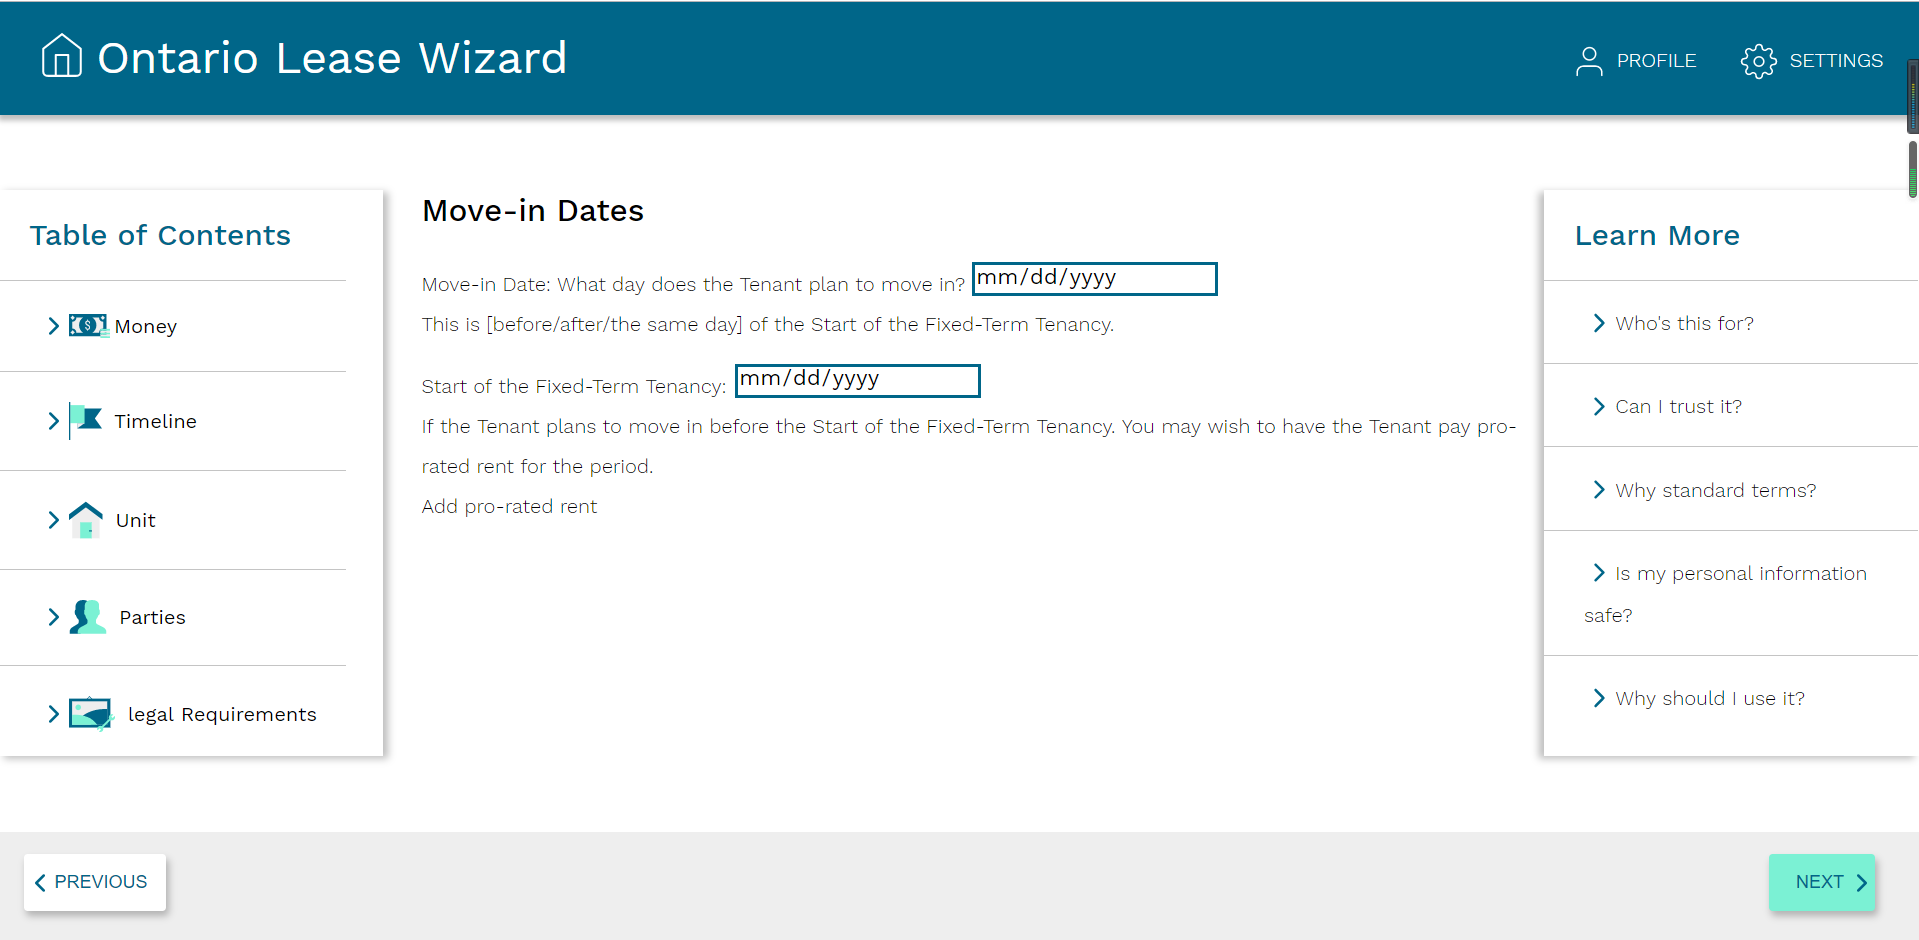 Ontario Lease Wizard
PROFILE
SETTINGS
Table of Contents
Money
Timeline
Unit
Parties
legal Requirements
Move-in Dates
Move-in Date: What day does the Tenant plan to move in? mm/dd/yyyy
This is [before/after/the same day] of the Start of the Fixed-Term Tenancy.
Start of the Fixed-Term Tenancy: mm/dd/yyyy
If the Tenant plans to move in before the Start of the Fixed-Term Tenancy. You may wish to have the Tenant pay pro-
rated rent for the period.
Add pro-rated rent
Learn More
Who's this for?
Can I trust it?
Why standard terms?
Is my personal information
safe?
Why should I use it?
PREVIOUS
NEXT